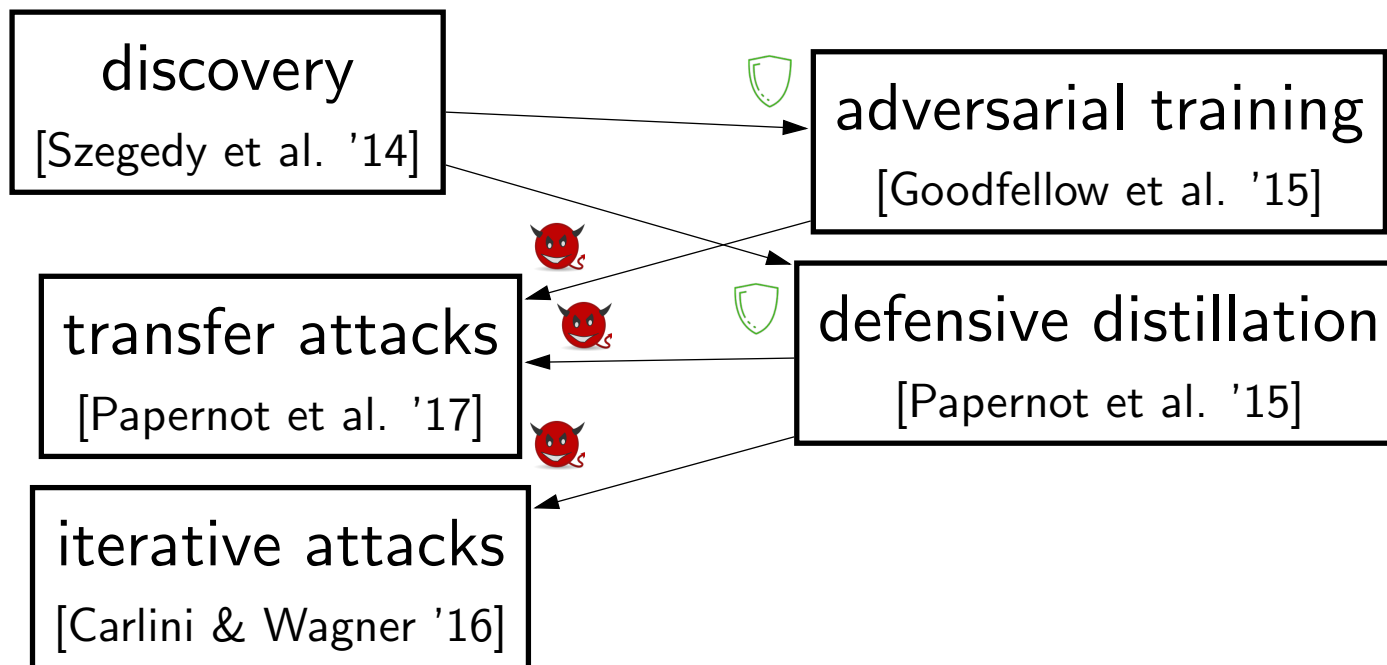 discovery
[Szegedy et al. '14]
adversarial training
[Goodfellow et al. '15]
transfer attacks
[Papernot et al. '17]
defensive distillation
[Papernot et al. '15]
iterative attacks
[Carlini & Wagner '16]